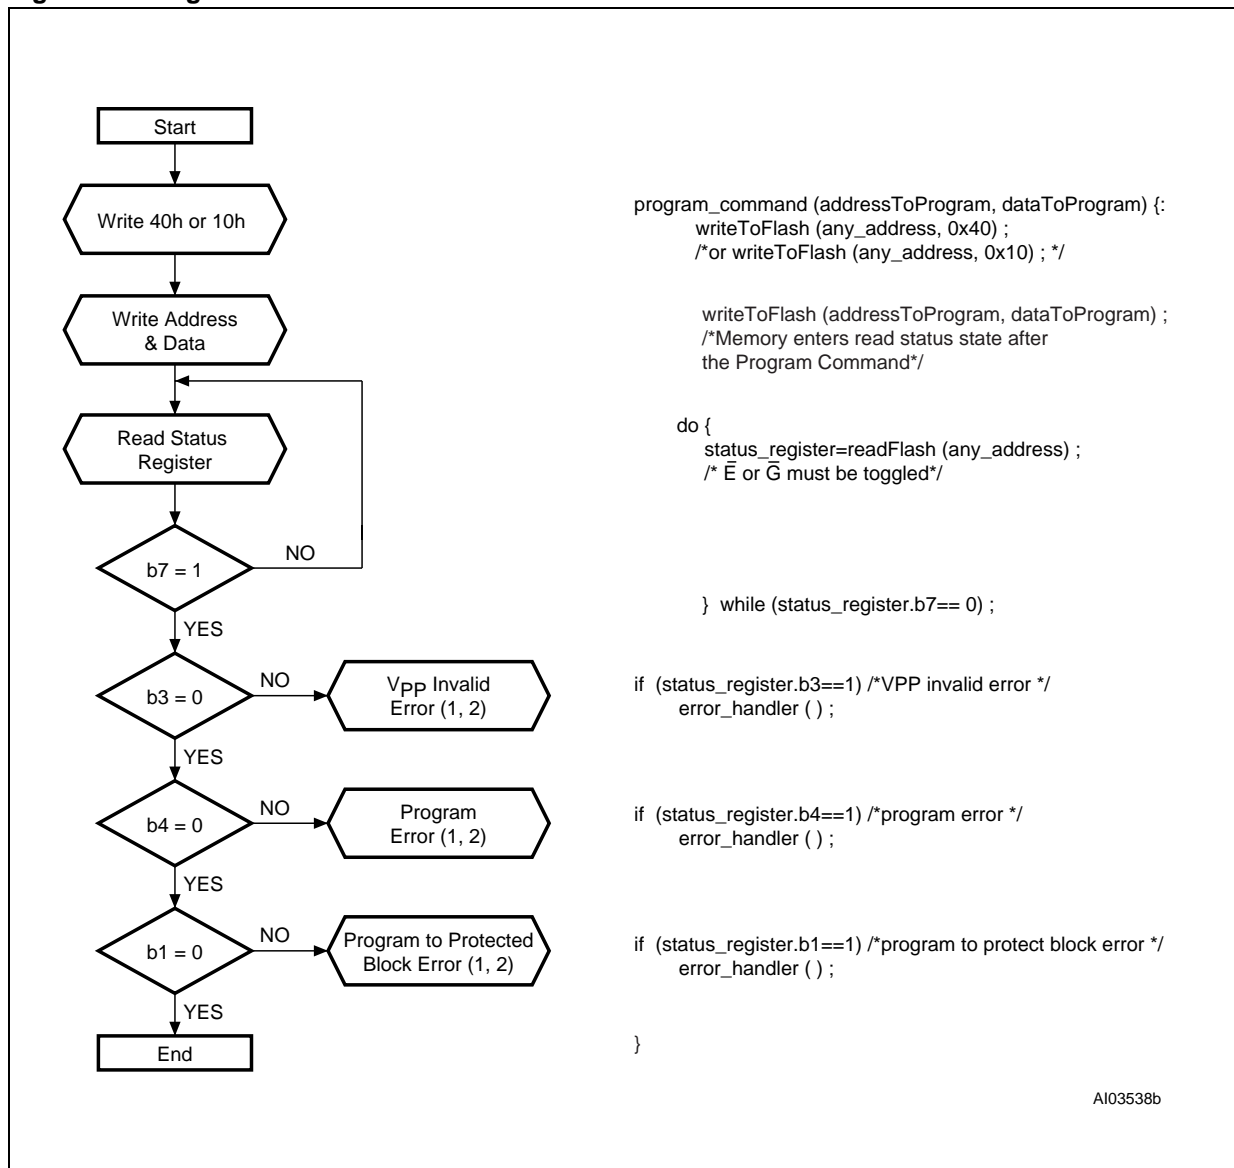 Start
Write 40h or 10h
Write Address
& Data
Read Status
Register
b7 = 1
NO
YES
b3 = 0
NO
VPP Invalid
Error (1, 2)
YES
b4 = 0
NO
Program
Error (1, 2)
YES
b1 = 0
NO
Program to Protected
Block Error (1, 2)
YES
End
program_command (addressToProgram, dataToProgram) {:
writeToFlash (any_address, 0x40) ;
/*or writeToFlash (any_address, 0x10) ; */
writeToFlash (addressToProgram, dataToProgram) ;
/*Memory enters read status state after
the Program Command*/
do {
status_register=readFlash (any_address) ;
/* E̅ or G̅ must be toggled*/
} while (status_register.b7== 0) ;
if (status_register.b3==1) /*VPP invalid error */
error_handler ( ) ;
if (status_register.b4==1) /*program error */
error_handler ( ) ;
if (status_register.b1==1) /*program to protect block error */
error_handler ( ) ;
}
AI03538b